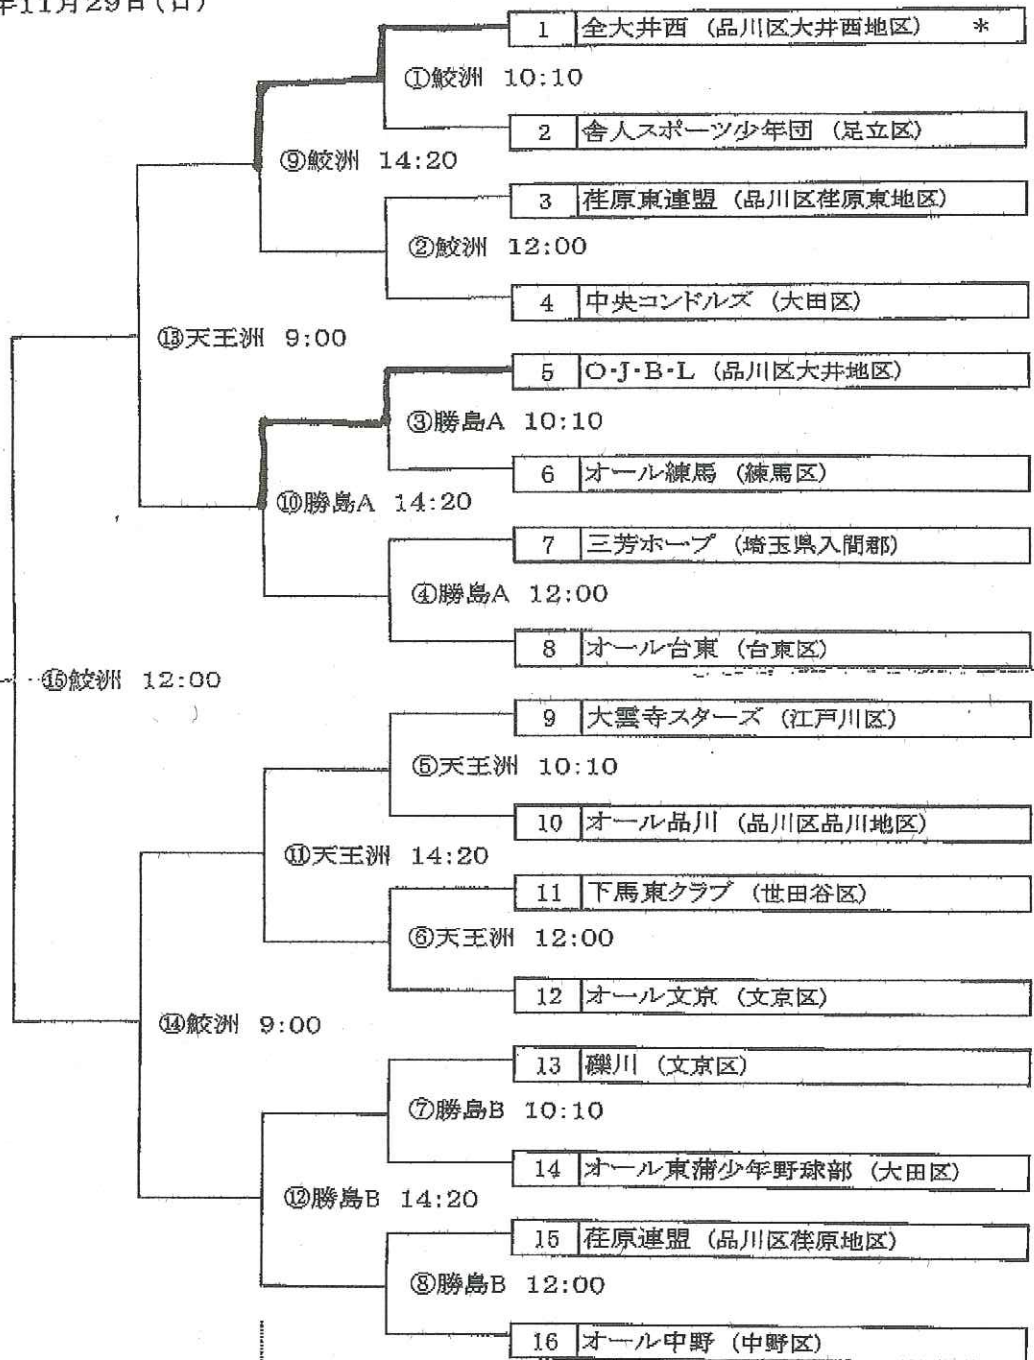 年11月29日(日)
1 全大井西 (品川区大井西地区) *
①鮫洲 10:10
2 舎人スポーツ少年団 (足立区)
⑨鮫洲 14:20
3 荏原東連盟 (品川区荏原東地区)
②鮫洲 12:00
4 中央コンドルズ (大田区)
⑬天王洲 9:00
5 O・J・B・L (品川区大井地区)
③勝島A 10:10
6 オール練馬 (練馬区)
⑩勝島A 14:20
7 三芳ホープ (埼玉県入間郡)
④勝島A 12:00
8 オール台東 (台東区)
⑮鮫洲 12:00
9 大雲寺スターズ (江戸川区)
⑤天王洲 10:10
10 オール品川 (品川区品川地区)
⑪天王洲 14:20
11 下馬東クラブ (世田谷区)
⑥天王洲 12:00
12 オール文京 (文京区)
⑭鮫洲 9:00
13 礫川 (文京区)
⑦勝島B 10:10
14 オール東蒲少年野球部 (大田区)
⑫勝島B 14:20
15 荏原連盟 (品川区荏原地区)
⑧勝島B 12:00
16 オール中野 (中野区)